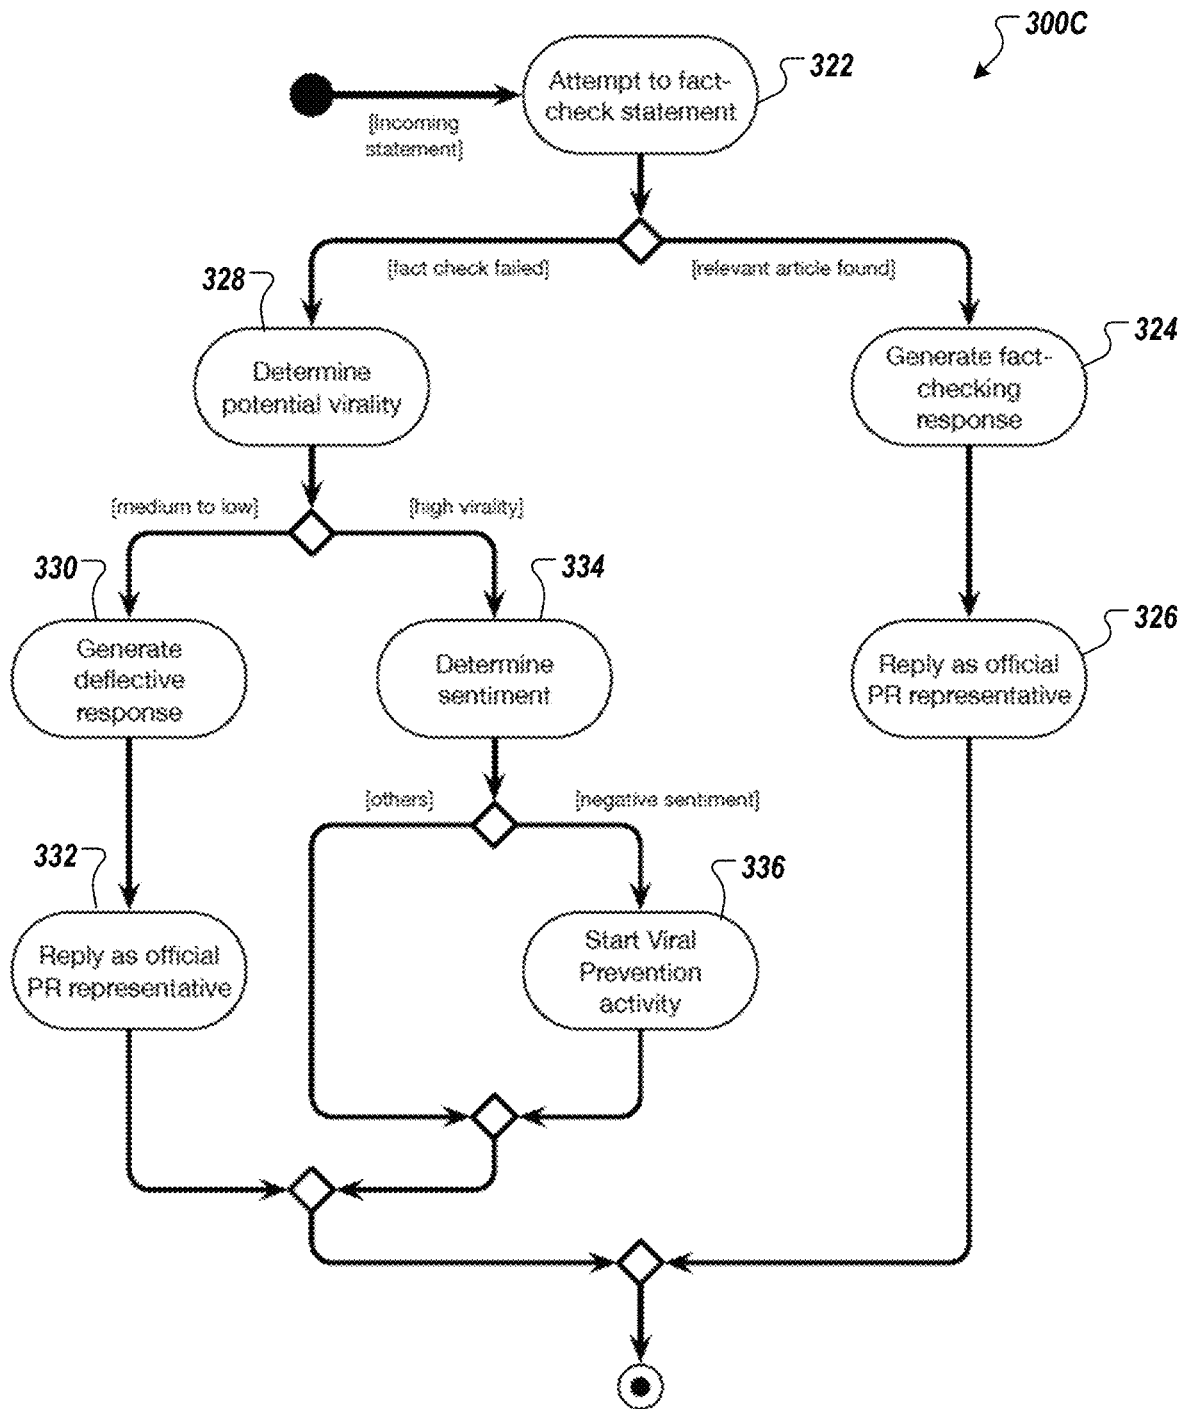 300C
Attempt to fact-
check statement
322
[incoming
statement]
[fact check failed]
[relevant article found]
328
Determine
potential virality
324
Generate fact-
checking
response
[medium to low]
[high virality]
330
Generate
deflective
response
334
Determine
sentiment
326
Reply as official
PR representative
[others]
[negative sentiment]
332
Reply as official
PR representative
336
Start Viral
Prevention
activity